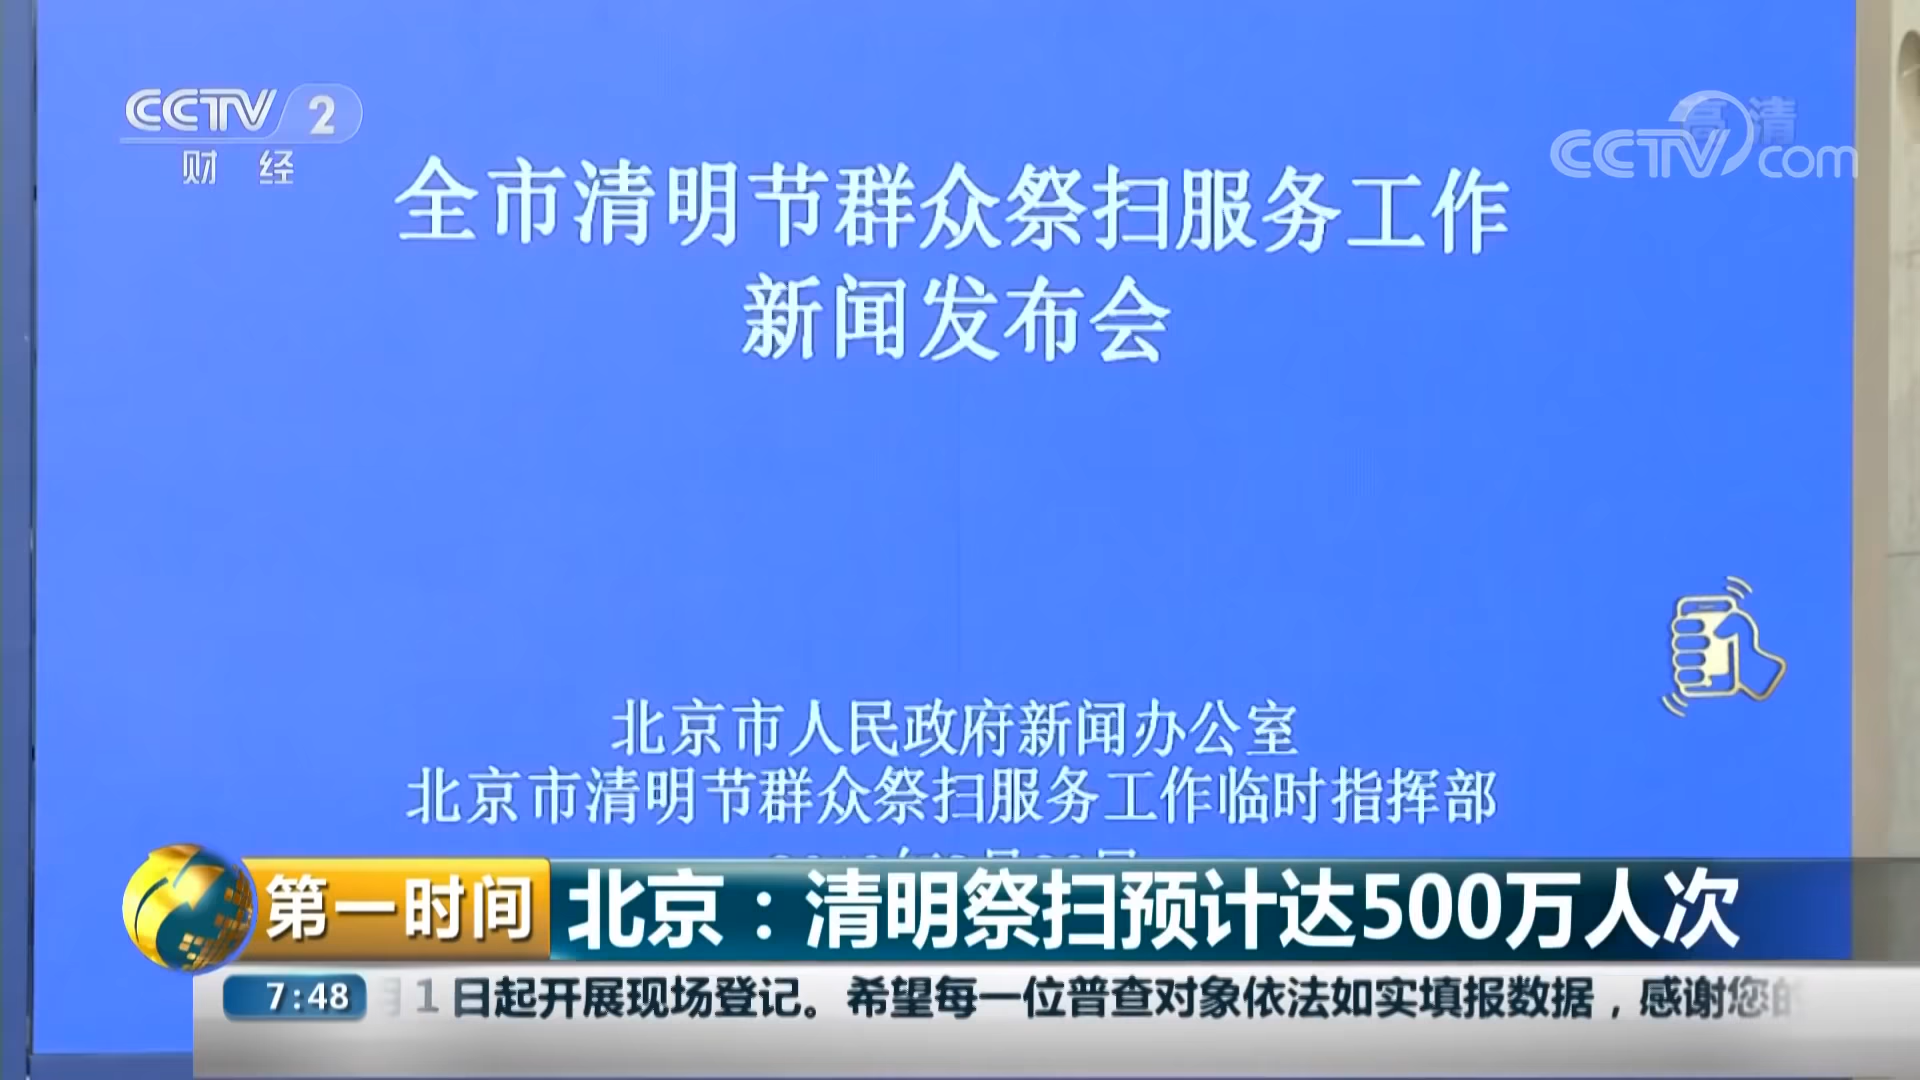 CCTV 2
财经
高清
CCTV com
全市清明节群众祭扫服务工作
新闻发布会
北京市人民政府新闻办公室
北京市清明节群众祭扫服务工作临时指挥部
第一时间
北京：清明祭扫预计达500万人次
7:48
月1日起开展现场登记。希望每一位普查对象依法如实填报数据，感谢您的